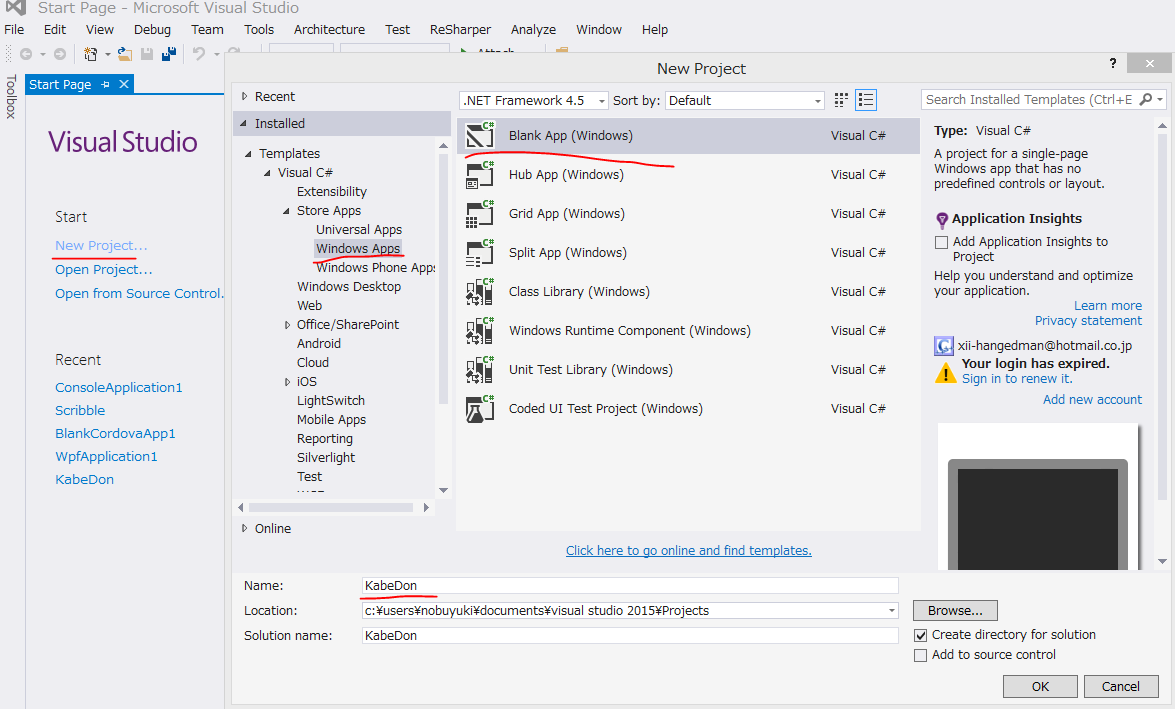 Start Page - Microsoft Visual Studio
File Edit View Debug Team Tools Architecture Test ReSharper Analyze Window Help
Attach
Toolbox
Start Page
Visual Studio
Start
New Project...
Open Project...
Open from Source Control.
Recent
ConsoleApplication1
Scribble
BlankCordovaApp1
WpfApplication1
KabeDon
New Project
?
Recent
Installed
Templates
Visual C#
Extensibility
Store Apps
Universal Apps
Windows Apps
Windows Phone Apps
Windows Desktop
Web
Office/SharePoint
Android
Cloud
iOS
LightSwitch
Mobile Apps
Reporting
Silverlight
Test
Online
.NET Framework 4.5 Sort by: Default
Blank App (Windows) Visual C#
Hub App (Windows) Visual C#
Grid App (Windows) Visual C#
Split App (Windows) Visual C#
Class Library (Windows) Visual C#
Windows Runtime Component (Windows) Visual C#
Unit Test Library (Windows) Visual C#
Coded UI Test Project (Windows) Visual C#
Click here to go online and find templates.
Search Installed Templates (Ctrl+E
Type: Visual C#
A project for a single-page
Windows app that has no
predefined controls or layout.
Application Insights
Add Application Insights to
Project
Help you understand and optimize
your application.
Learn more
Privacy statement
xii-hangedman@hotmail.co.jp
Your login has expired.
Sign in to renew it.
Add new account
Name: KabeDon
Location: c:¥users¥nobuyuki¥documents¥visual studio 2015¥Projects
Browse...
Solution name: KabeDon
Create directory for solution
Add to source control
OK Cancel